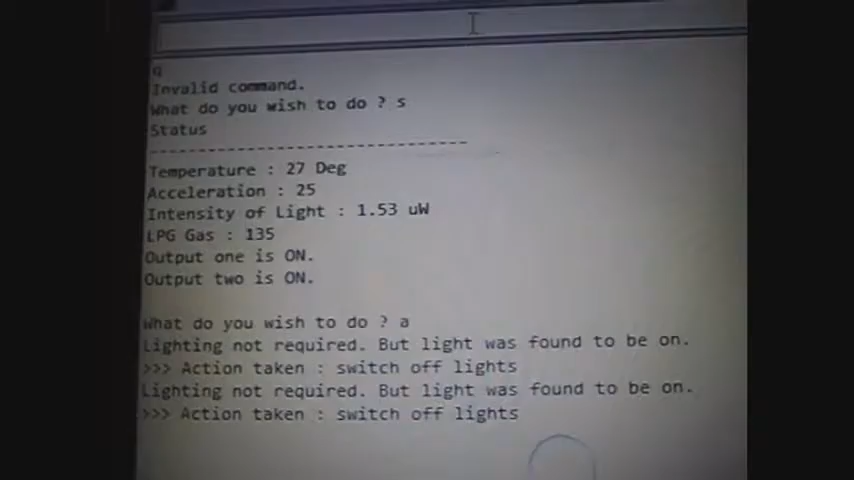 q
Invalid command.
What do you wish to do ? s
Status
---------------------------------
Temperature : 27 Deg
Acceleration : 25
Intensity of Light : 1.53 uW
LPG Gas : 135
Output one is ON.
Output two is ON.
What do you wish to do ? a
Lighting not required. But light was found to be on.
>>> Action taken : switch off lights
Lighting not required. But light was found to be on.
>>> Action taken : switch off lights